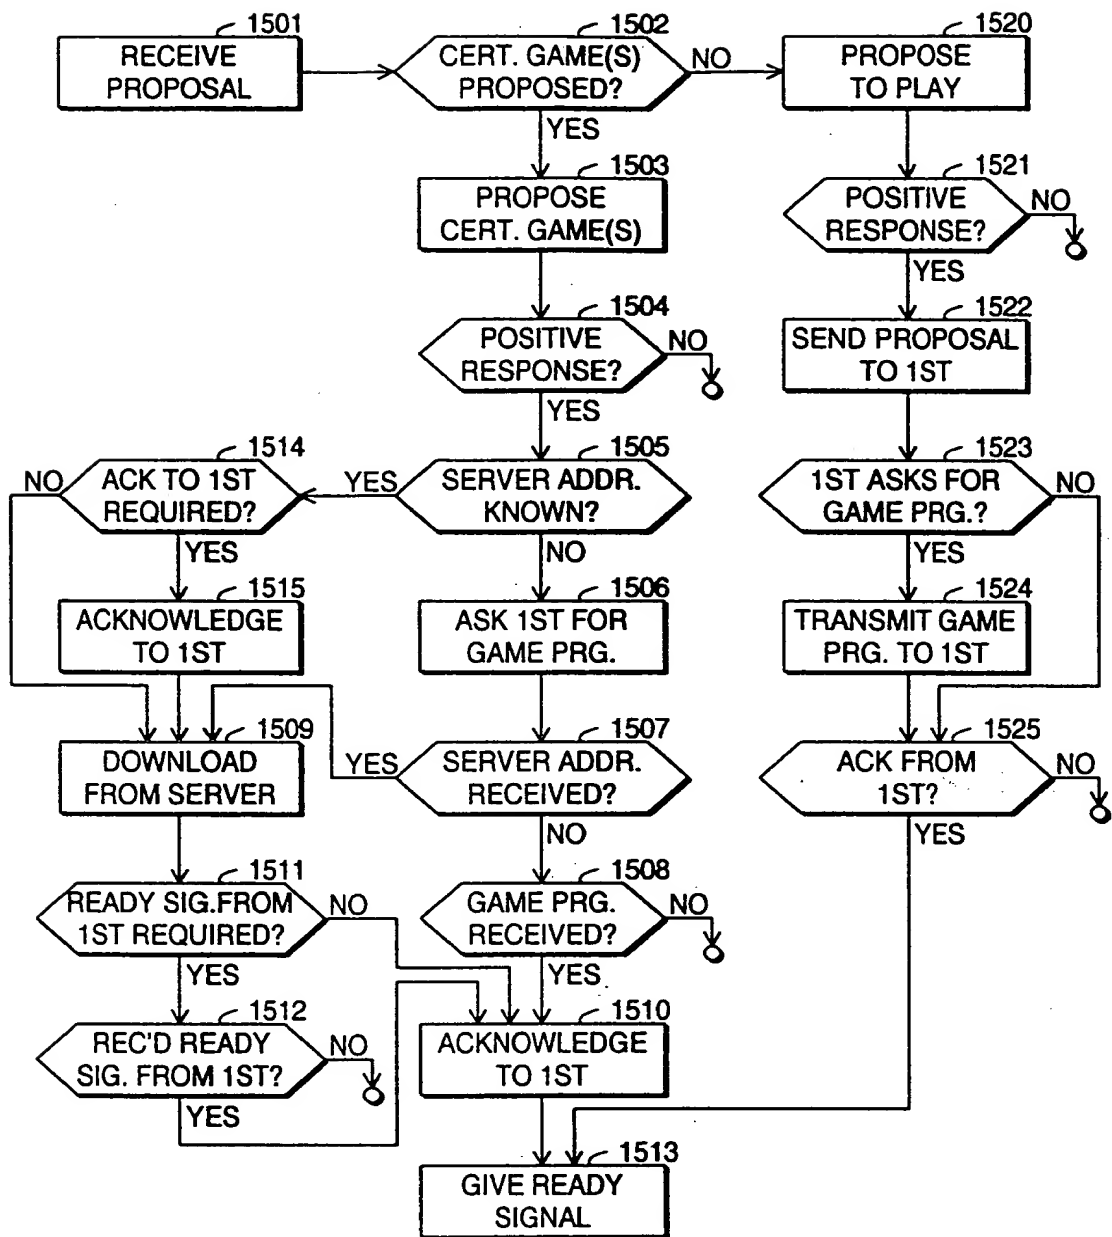 1501
RECEIVE
PROPOSAL
1502
CERT. GAME(S)
PROPOSED?
NO
YES
1520
PROPOSE
TO PLAY
1503
PROPOSE
CERT. GAME(S)
1521
POSITIVE
RESPONSE?
NO
YES
1504
POSITIVE
RESPONSE?
NO
YES
1522
SEND PROPOSAL
TO 1ST
1514
NO
ACK TO 1ST
REQUIRED?
YES
YES
1505
SERVER ADDR.
KNOWN?
NO
1523
1ST ASKS FOR
GAME PRG.?
NO
YES
1515
ACKNOWLEDGE
TO 1ST
1506
ASK 1ST FOR
GAME PRG.
1524
TRANSMIT GAME
PRG. TO 1ST
1509
DOWNLOAD
FROM SERVER
YES
1507
SERVER ADDR.
RECEIVED?
NO
1525
ACK FROM
1ST?
NO
YES
1511
READY SIG.FROM
1ST REQUIRED?
NO
YES
1508
GAME PRG.
RECEIVED?
NO
YES
1512
REC'D READY
SIG. FROM 1ST?
NO
YES
1510
ACKNOWLEDGE
TO 1ST
1513
GIVE READY
SIGNAL